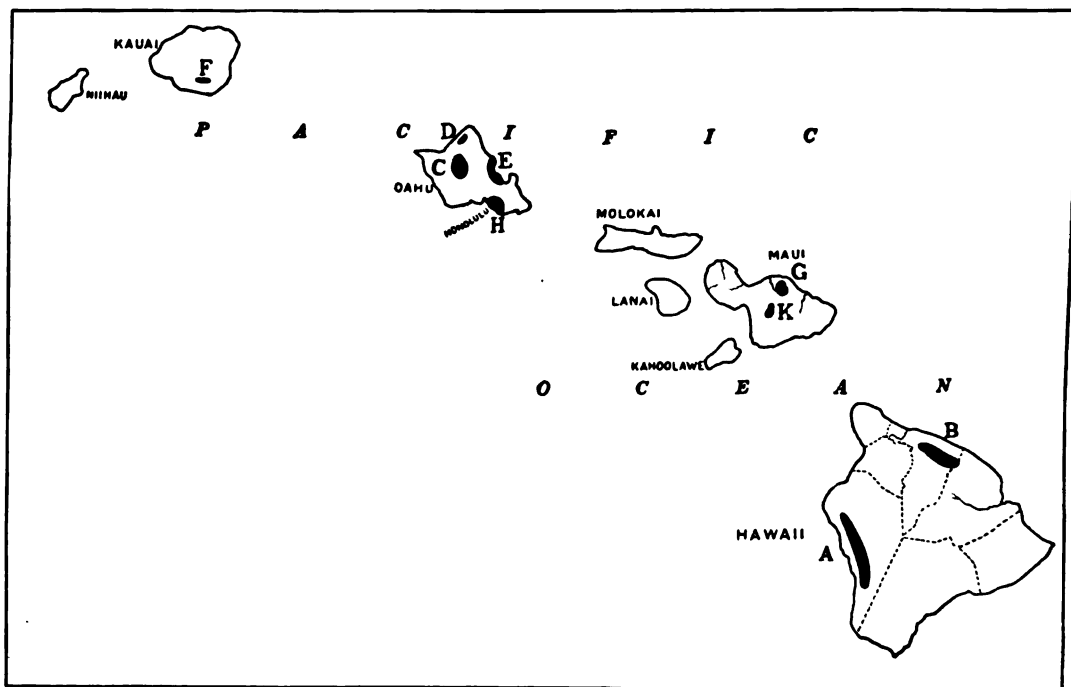 KAUAI
F
NIIHAU
P A C I F I C
D
C
E
OAHU
HONOLULU
H
MOLOKAI
MAUI
G
LANAI
K
KAHOOLAWE
O C E A N
B
HAWAII
A